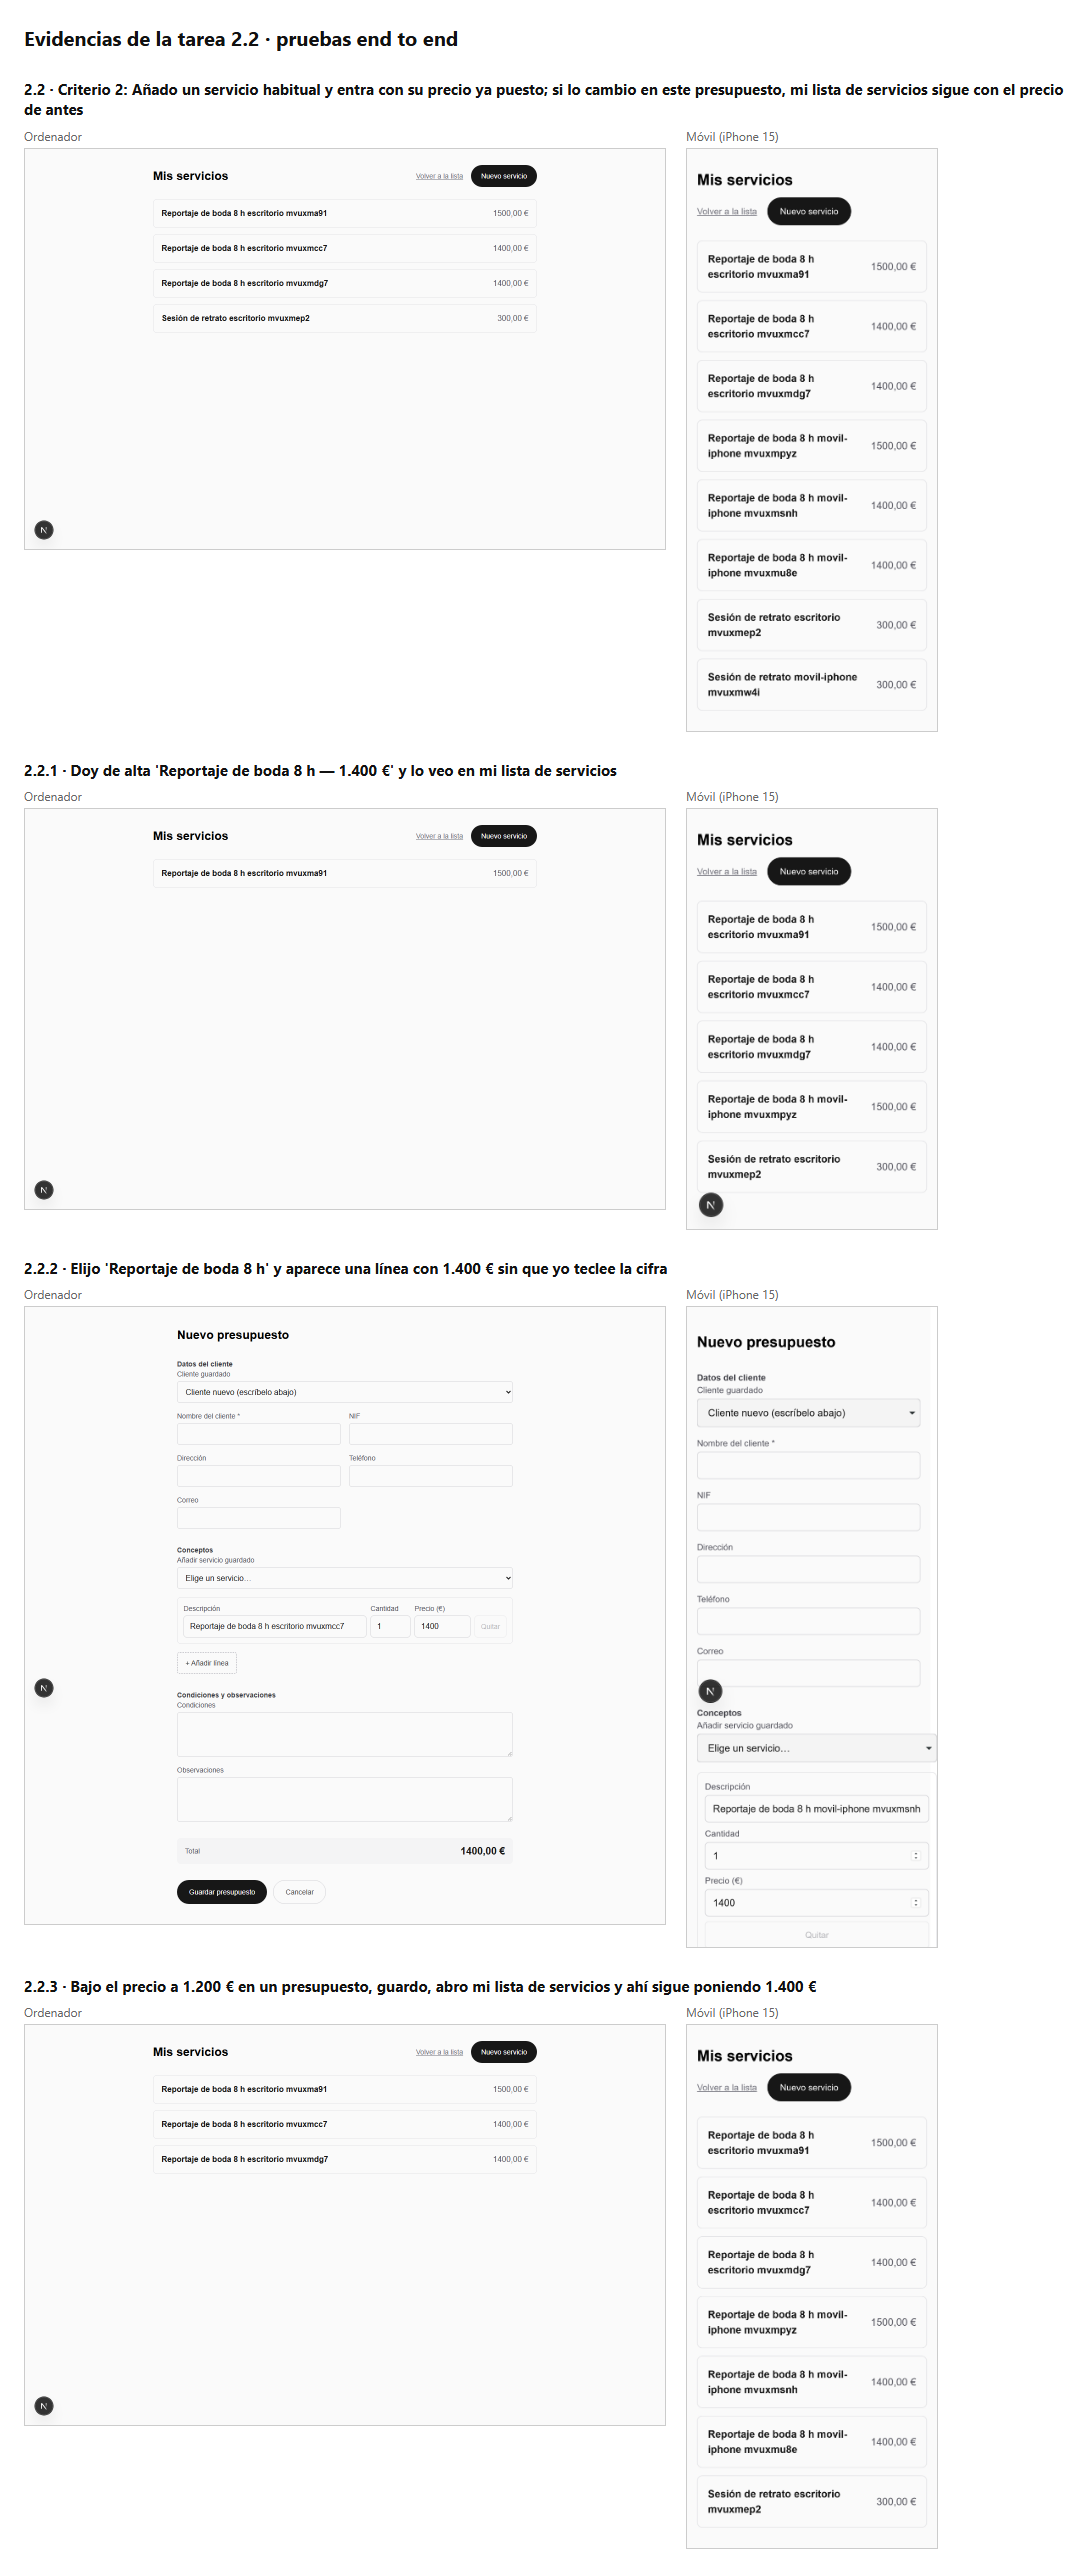 Evidencias de la tarea 2.2 · pruebas end to end
2.2 · Criterio 2: Añado un servicio habitual y entra con su precio ya puesto; si lo cambio en este presupuesto, mi lista de servicios sigue con el precio
de antes
Ordenador
Mis servicios
Volver a la lista
Nuevo servicio
Reportaje de boda 8 h escritorio mvuxma91 1500,00 €
Reportaje de boda 8 h escritorio mvuxmcc7 1400,00 €
Reportaje de boda 8 h escritorio mvuxmdg7 1400,00 €
Sesión de retrato escritorio mvuxmep2 300,00 €
N
Móvil (iPhone 15)
Mis servicios
Volver a la lista
Nuevo servicio
Reportaje de boda 8 h
escritorio mvuxma91
1500,00 €
Reportaje de boda 8 h
escritorio mvuxmcc7
1400,00 €
Reportaje de boda 8 h
escritorio mvuxmdg7
1400,00 €
Reportaje de boda 8 h movil-
iphone mvuxmpyz
1500,00 €
Reportaje de boda 8 h movil-
iphone mvuxmsnh
1400,00 €
Reportaje de boda 8 h movil-
iphone mvuxmu8e
1400,00 €
Sesión de retrato escritorio
mvuxmep2
300,00 €
Sesión de retrato movil-iphone
mvuxmw4i
300,00 €
2.2.1 · Doy de alta 'Reportaje de boda 8 h — 1.400 €' y lo veo en mi lista de servicios
Ordenador
Mis servicios
Volver a la lista
Nuevo servicio
Reportaje de boda 8 h escritorio mvuxma91 1500,00 €
N
Móvil (iPhone 15)
Mis servicios
Volver a la lista
Nuevo servicio
Reportaje de boda 8 h
escritorio mvuxma91
1500,00 €
Reportaje de boda 8 h
escritorio mvuxmcc7
1400,00 €
Reportaje de boda 8 h
escritorio mvuxmdg7
1400,00 €
Reportaje de boda 8 h movil-
iphone mvuxmpyz
1500,00 €
Sesión de retrato escritorio
mvuxmep2
300,00 €
N
2.2.2 · Elijo 'Reportaje de boda 8 h' y aparece una línea con 1.400 € sin que yo teclee la cifra
Ordenador
Nuevo presupuesto
Datos del cliente
Cliente guardado
Cliente nuevo (escríbelo abajo)
Nombre del cliente * NIF
Dirección Teléfono
Correo
Conceptos
Añadir servicio guardado
Elige un servicio...
Descripción Cantidad Precio (€)
Reportaje de boda 8 h escritorio mvuxmcc7 1 1400 Quitar
+ Añadir línea
N
Condiciones y observaciones
Condiciones
Observaciones
Total 1400,00 €
Guardar presupuesto Cancelar
Móvil (iPhone 15)
Nuevo presupuesto
Datos del cliente
Cliente guardado
Cliente nuevo (escríbelo abajo)
Nombre del cliente *
NIF
Dirección
Teléfono
Correo
N
Conceptos
Añadir servicio guardado
Elige un servicio...
Descripción
Reportaje de boda 8 h movil-iphone mvuxmsnh
Cantidad
1
Precio (€)
1400
Quitar
2.2.3 · Bajo el precio a 1.200 € en un presupuesto, guardo, abro mi lista de servicios y ahí sigue poniendo 1.400 €
Ordenador
Mis servicios
Volver a la lista
Nuevo servicio
Reportaje de boda 8 h escritorio mvuxma91 1500,00 €
Reportaje de boda 8 h escritorio mvuxmcc7 1400,00 €
Reportaje de boda 8 h escritorio mvuxmdg7 1400,00 €
N
Móvil (iPhone 15)
Mis servicios
Volver a la lista
Nuevo servicio
Reportaje de boda 8 h
escritorio mvuxma91
1500,00 €
Reportaje de boda 8 h
escritorio mvuxmcc7
1400,00 €
Reportaje de boda 8 h
escritorio mvuxmdg7
1400,00 €
Reportaje de boda 8 h movil-
iphone mvuxmpyz
1500,00 €
Reportaje de boda 8 h movil-
iphone mvuxmsnh
1400,00 €
Reportaje de boda 8 h movil-
iphone mvuxmu8e
1400,00 €
Sesión de retrato escritorio
mvuxmep2
300,00 €